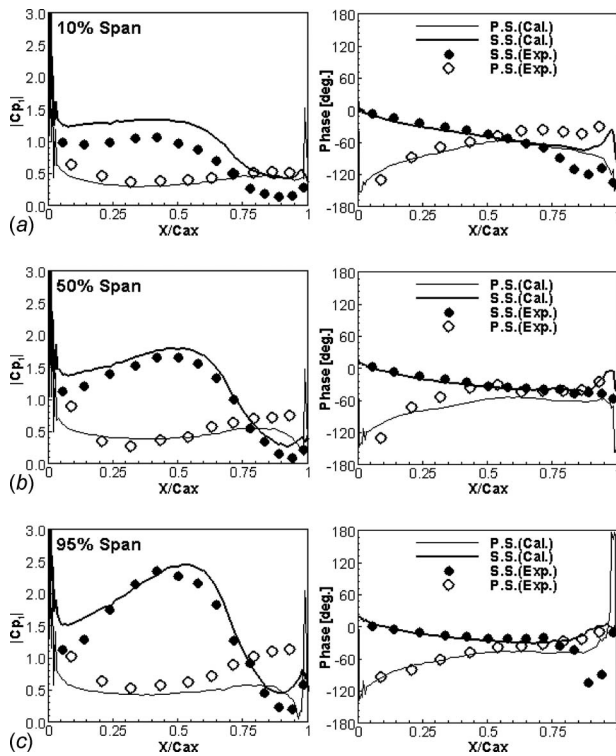 10% Span
|Cp₁|
3.0
2.5
2.0
1.5
1.0
0.5
0.0
0 0.25 0.5 0.75 1
X/Cax
P.S.(Cal.)
S.S.(Cal.)
S.S.(Exp.)
P.S.(Exp.)
Phase [deg.]
180
120
60
0
-60
-120
-180
0 0.25 0.5 0.75 1
X/Cax
(a)
50% Span
|Cp₁|
3.0
2.5
2.0
1.5
1.0
0.5
0.0
0 0.25 0.5 0.75 1
X/Cax
P.S.(Cal.)
S.S.(Cal.)
S.S.(Exp.)
P.S.(Exp.)
Phase [deg.]
180
120
60
0
-60
-120
-180
0 0.25 0.5 0.75 1
X/Cax
(b)
95% Span
|Cp₁|
3.0
2.5
2.0
1.5
1.0
0.5
0.0
0 0.25 0.5 0.75 1
X/Cax
P.S.(Cal.)
S.S.(Cal.)
S.S.(Exp.)
P.S.(Exp.)
Phase [deg.]
180
120
60
0
-60
-120
-180
0 0.25 0.5 0.75 1
X/Cax
(c)